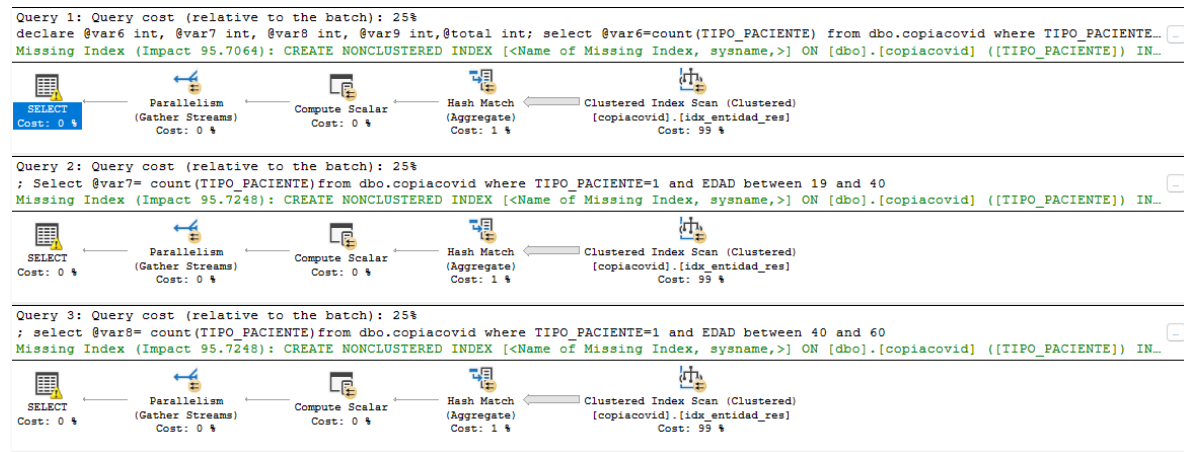 Query 1: Query cost (relative to the batch): 25%
declare @var6 int, @var7 int, @var8 int, @var9 int,@total int; select @var6=count(TIPO_PACIENTE) from dbo.copiacovid where TIPO_PACIENTE…
Missing Index (Impact 95.7064): CREATE NONCLUSTERED INDEX [<Name of Missing Index, sysname,>] ON [dbo].[copiacovid] ([TIPO_PACIENTE]) IN…
SELECT
Cost: 0 %
Parallelism
(Gather Streams)
Cost: 0 %
Compute Scalar
Cost: 0 %
Hash Match
(Aggregate)
Cost: 1 %
Clustered Index Scan (Clustered)
[copiacovid].[idx_entidad_res]
Cost: 99 %
Query 2: Query cost (relative to the batch): 25%
; Select @var7= count(TIPO_PACIENTE)from dbo.copiacovid where TIPO_PACIENTE=1 and EDAD between 19 and 40
Missing Index (Impact 95.7248): CREATE NONCLUSTERED INDEX [<Name of Missing Index, sysname,>] ON [dbo].[copiacovid] ([TIPO_PACIENTE]) IN…
SELECT
Cost: 0 %
Parallelism
(Gather Streams)
Cost: 0 %
Compute Scalar
Cost: 0 %
Hash Match
(Aggregate)
Cost: 1 %
Clustered Index Scan (Clustered)
[copiacovid].[idx_entidad_res]
Cost: 99 %
Query 3: Query cost (relative to the batch): 25%
; select @var8= count(TIPO_PACIENTE)from dbo.copiacovid where TIPO_PACIENTE=1 and EDAD between 40 and 60
Missing Index (Impact 95.7248): CREATE NONCLUSTERED INDEX [<Name of Missing Index, sysname,>] ON [dbo].[copiacovid] ([TIPO_PACIENTE]) IN…
SELECT
Cost: 0 %
Parallelism
(Gather Streams)
Cost: 0 %
Compute Scalar
Cost: 0 %
Hash Match
(Aggregate)
Cost: 1 %
Clustered Index Scan (Clustered)
[copiacovid].[idx_entidad_res]
Cost: 99 %